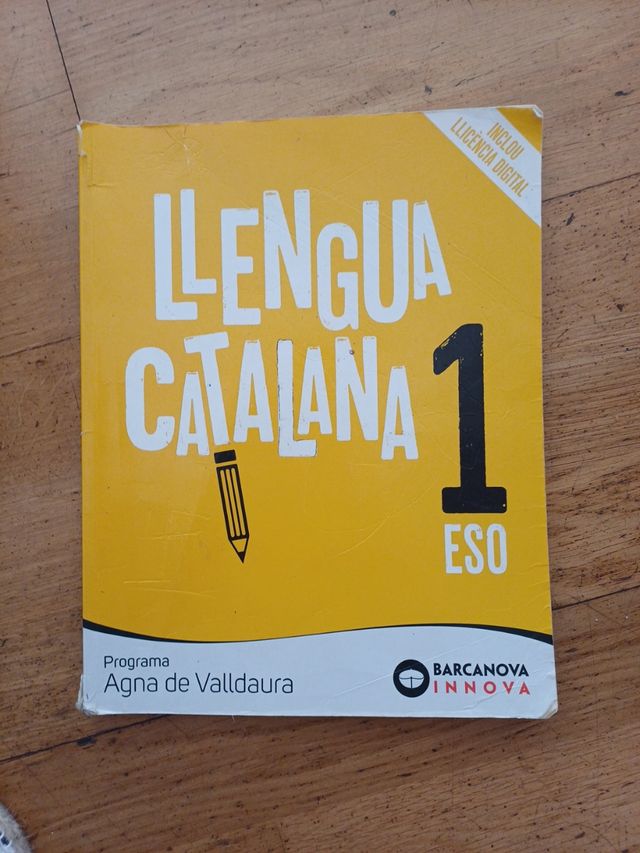 INCLOU
LLICÈNCIA DIGITAL
LLENGUA
CATALANA
1
ESO
Programa
Agna de Valldaura
BARCANOVA
INNOVA